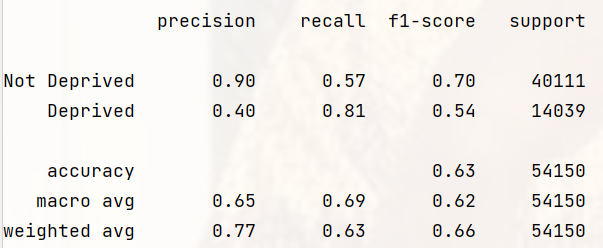 precision recall f1-score support
Not Deprived 0.90 0.57 0.70 40111
Deprived 0.40 0.81 0.54 14039
accuracy 0.63 54150
macro avg 0.65 0.69 0.62 54150
weighted avg 0.77 0.63 0.66 54150